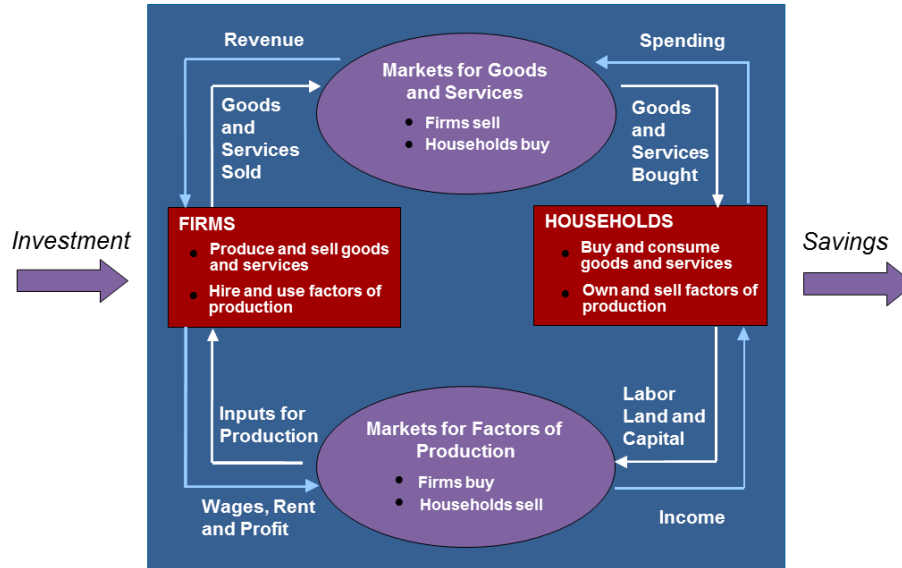 Revenue
Spending
Markets for Goods
and Services
• Firms sell
• Households buy
Goods
and
Services
Sold
Goods
and
Services
Bought
Investment
FIRMS
• Produce and sell goods
and services
• Hire and use factors of
production
HOUSEHOLDS
• Buy and consume
goods and services
• Own and sell factors of
production
Savings
Inputs for
Production
Markets for Factors of
Production
• Firms buy
• Households sell
Labor
Land and
Capital
Wages, Rent
and Profit
Income